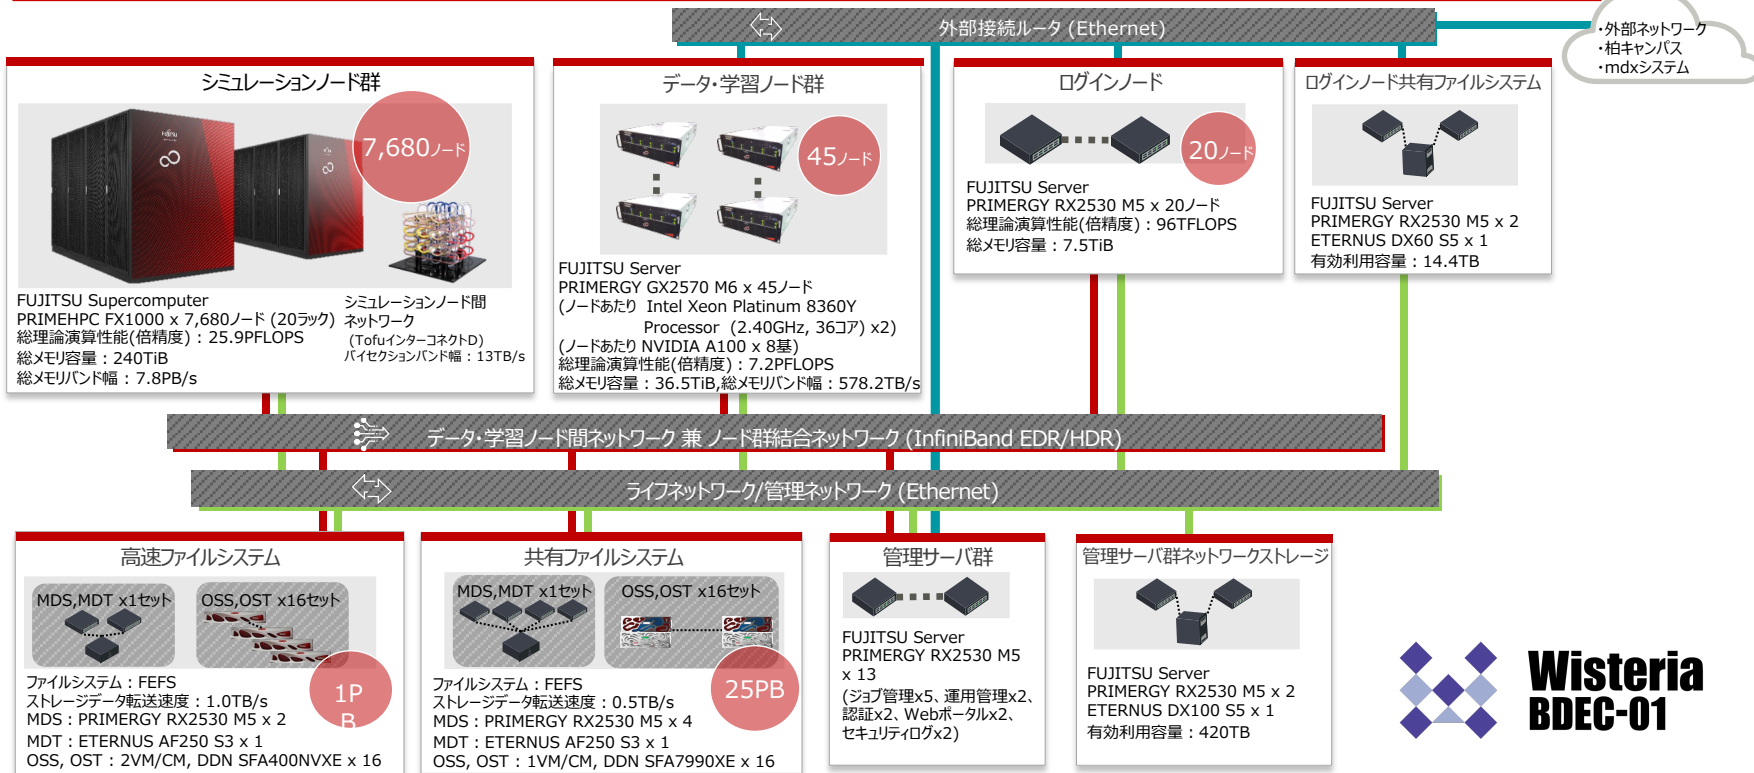 外部接続ルータ (Ethernet)
・外部ネットワーク
・柏キャンパス
・mdxシステム
シミュレーションノード群
7,680ノード
FUJITSU Supercomputer
PRIMEHPC FX1000 x 7,680ノード (20ラック)
総理論演算性能(倍精度)：25.9PFLOPS
総メモリ容量：240TiB
総メモリバンド幅：7.8PB/s
シミュレーションノード間
ネットワーク
(TofuインターコネクトD)
バイセクションバンド幅：13TB/s
データ・学習ノード群
45ノード
FUJITSU Server
PRIMERGY GX2570 M6 x 45ノード
(ノードあたり Intel Xeon Platinum 8360Y
Processor (2.40GHz, 36コア) x2)
(ノードあたり NVIDIA A100 x 8基)
総理論演算性能(倍精度)：7.2PFLOPS
総メモリ容量：36.5TiB,総メモリバンド幅：578.2TB/s
ログインノード
20ノード
FUJITSU Server
PRIMERGY RX2530 M5 x 20ノード
総理論演算性能(倍精度)：96TFLOPS
総メモリ容量：7.5TiB
ログインノード共有ファイルシステム
FUJITSU Server
PRIMERGY RX2530 M5 x 2
ETERNUS DX60 S5 x 1
有効利用容量：14.4TB
データ・学習ノード間ネットワーク 兼 ノード群結合ネットワーク (InfiniBand EDR/HDR)
ライフネットワーク/管理ネットワーク (Ethernet)
高速ファイルシステム
MDS,MDT x1セット
OSS,OST x16セット
1P
B
ファイルシステム：FEFS
ストレージデータ転送速度：1.0TB/s
MDS：PRIMERGY RX2530 M5 x 2
MDT：ETERNUS AF250 S3 x 1
OSS, OST：2VM/CM, DDN SFA400NVXE x 16
共有ファイルシステム
MDS,MDT x1セット
OSS,OST x16セット
25PB
ファイルシステム：FEFS
ストレージデータ転送速度：0.5TB/s
MDS：PRIMERGY RX2530 M5 x 4
MDT：ETERNUS AF250 S3 x 1
OSS, OST：1VM/CM, DDN SFA7990XE x 16
管理サーバ群
FUJITSU Server
PRIMERGY RX2530 M5
x 13
(ジョブ管理x5、運用管理x2、
認証x2、Webポータルx2、
セキュリティログx2)
管理サーバ群ネットワークストレージ
FUJITSU Server
PRIMERGY RX2530 M5 x 2
ETERNUS DX100 S5 x 1
有効利用容量：420TB
Wisteria
BDEC-01